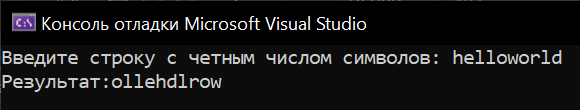 Консоль отладки Microsoft Visual Studio
Введите строку с четным числом символов: helloworld
Результат:ollehdlrow